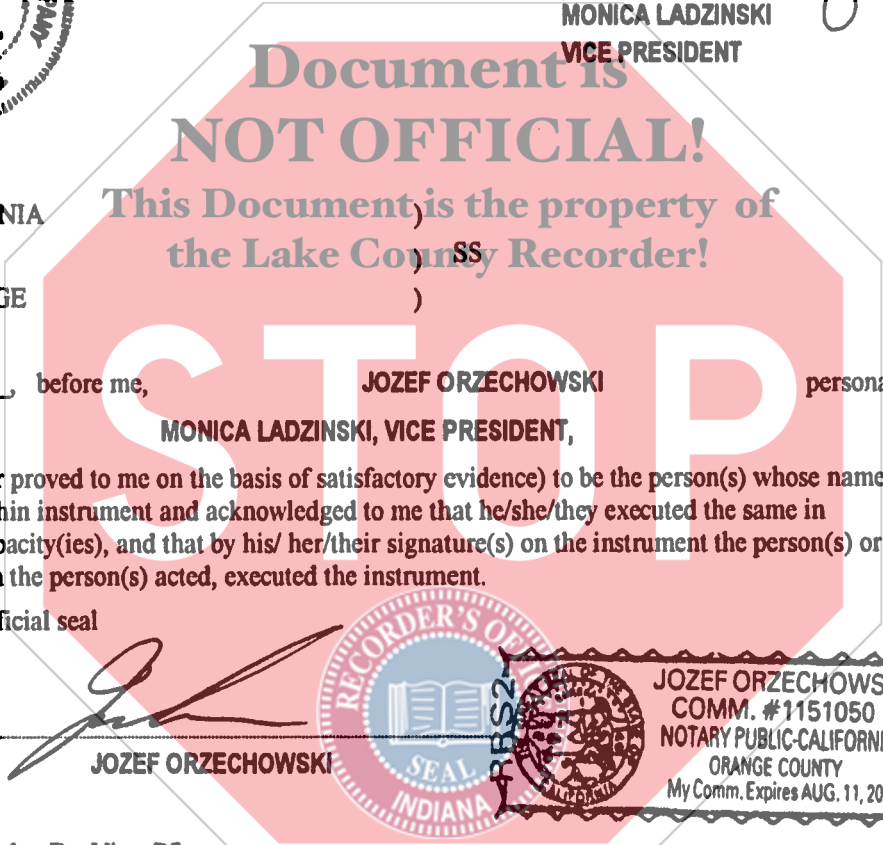 MONICA LADZINSKI
VICE PRESIDENT
Document is
NOT OFFICIAL!
This Document is the property of
the Lake County Recorder!
NIA )
) SS
GE )
before me, JOZEF ORZECHOWSKI persona
MONICA LADZINSKI, VICE PRESIDENT,
r proved to me on the basis of satisfactory evidence) to be the person(s) whose name
hin instrument and acknowledged to me that he/she/they executed the same in
pacity(ies), and that by his/ her/their signature(s) on the instrument the person(s) or
the person(s) acted, executed the instrument.
ficial seal
STOP
JOZEF ORZECHOWSKI
RECORDER'S OF
SEAL
INDIANA
JOZEF ORZECHOWS
COMM. #1151050
NOTARY PUBLIC-CALIFORNI
ORANGE COUNTY
My Comm. Expires AUG. 11, 20